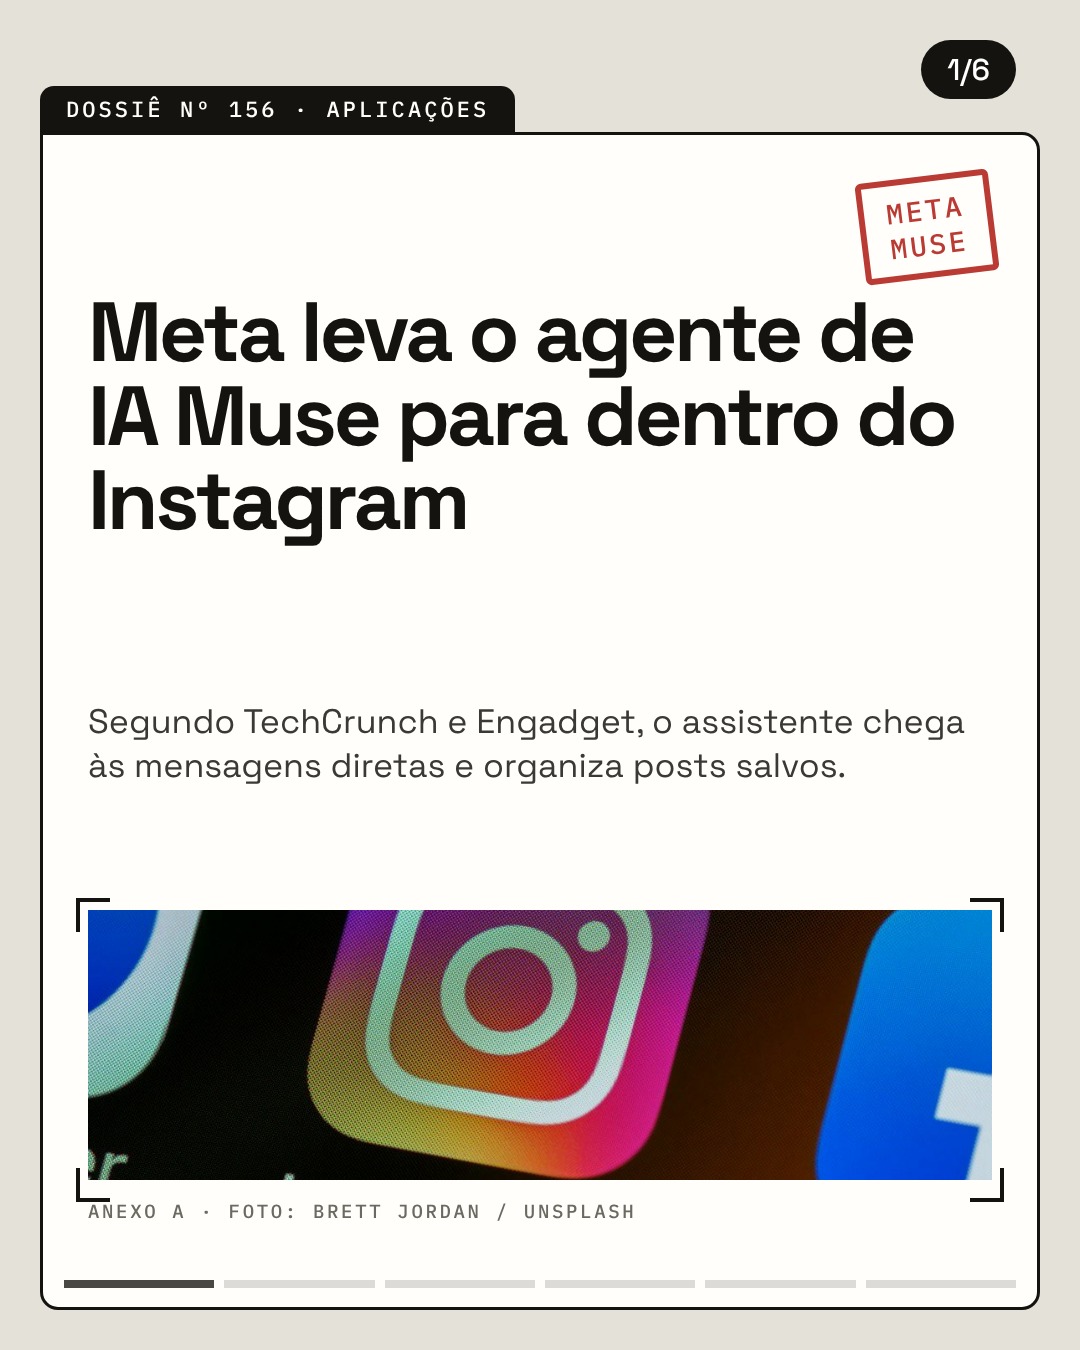 1/6
DOSSIÊ Nº 156 · APLICAÇÕES
META
MUSE
Meta leva o agente de
IA Muse para dentro do
Instagram
Segundo TechCrunch e Engadget, o assistente chega
às mensagens diretas e organiza posts salvos.
ANEXO A · FOTO: BRETT JORDAN / UNSPLASH